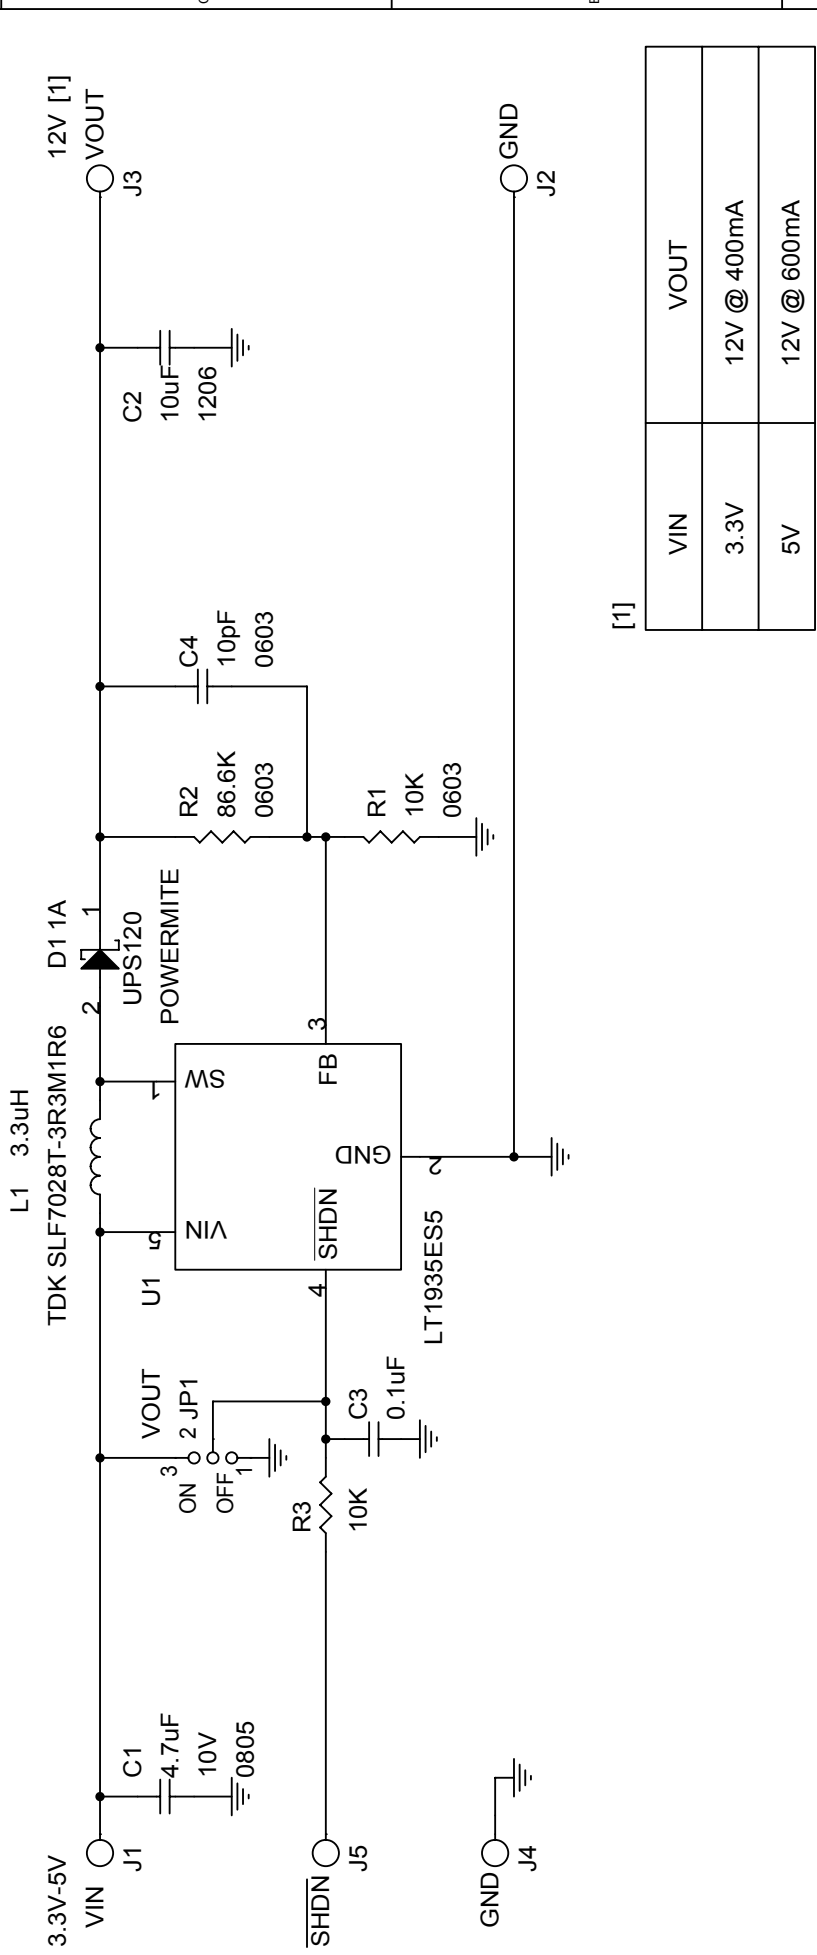 3.3V-5V
VIN
J1
C1
4.7uF
10V
0805
VOUT
2 JP1
3
ON
OFF
1
L1 3.3uH
TDK SLF7028T-3R3M1R6
D1 1A
2
1
UPS120
POWERMITE
R2
86.6K
0603
C4
10pF
0603
C2
10uF
1206
12V [1]
VOUT
J3
U1
5
VIN
1
SW
SHDN
4
GND
2
FB
3
LT1935ES5
R1
10K
0603
SHDN
J5
R3
10K
C3
0.1uF
GND
J4
GND
J2
[1]
VIN VOUT
3.3V 12V @ 400mA
5V 12V @ 600mA